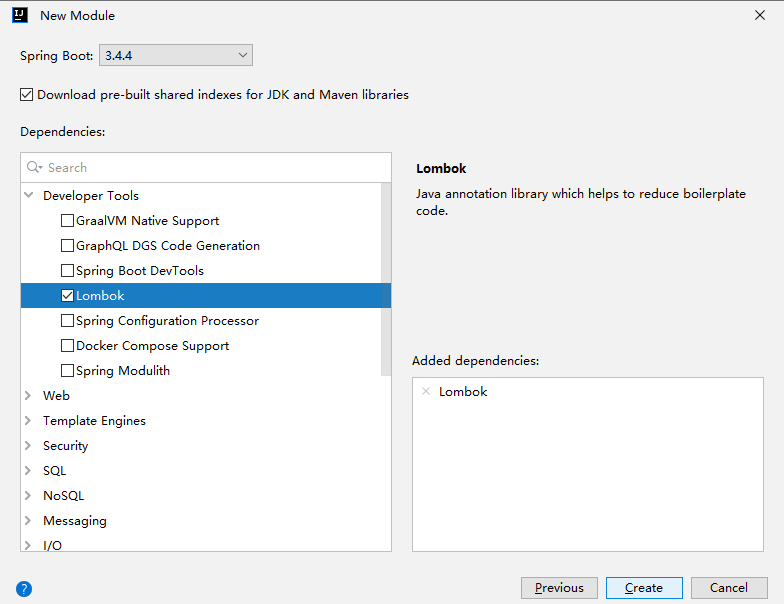 New Module
Spring Boot: 3.4.4
Download pre-built shared indexes for JDK and Maven libraries
Dependencies:
Search
Developer Tools
GraalVM Native Support
GraphQL DGS Code Generation
Spring Boot DevTools
Lombok
Spring Configuration Processor
Docker Compose Support
Spring Modulith
Web
Template Engines
Security
SQL
NoSQL
Messaging
I/O
Lombok
Java annotation library which helps to reduce boilerplate
code.
Added dependencies:
Lombok
? Previous Create Cancel